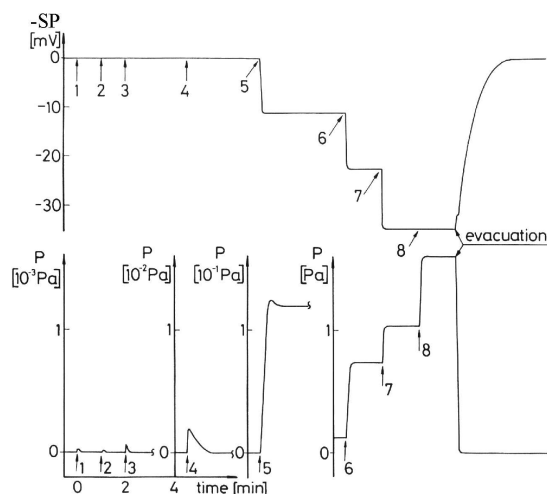 -SP
[mV]
0
-10
-20
-30
1 2 3 4 5
6
7
8
evacuation
P
[10⁻³Pa]
P
[10⁻²Pa]
P
[10⁻¹Pa]
P
[Pa]
1 1 1
8
7
0 0 0 0
1 2 3 4 5 6
0 2 4 time [min]